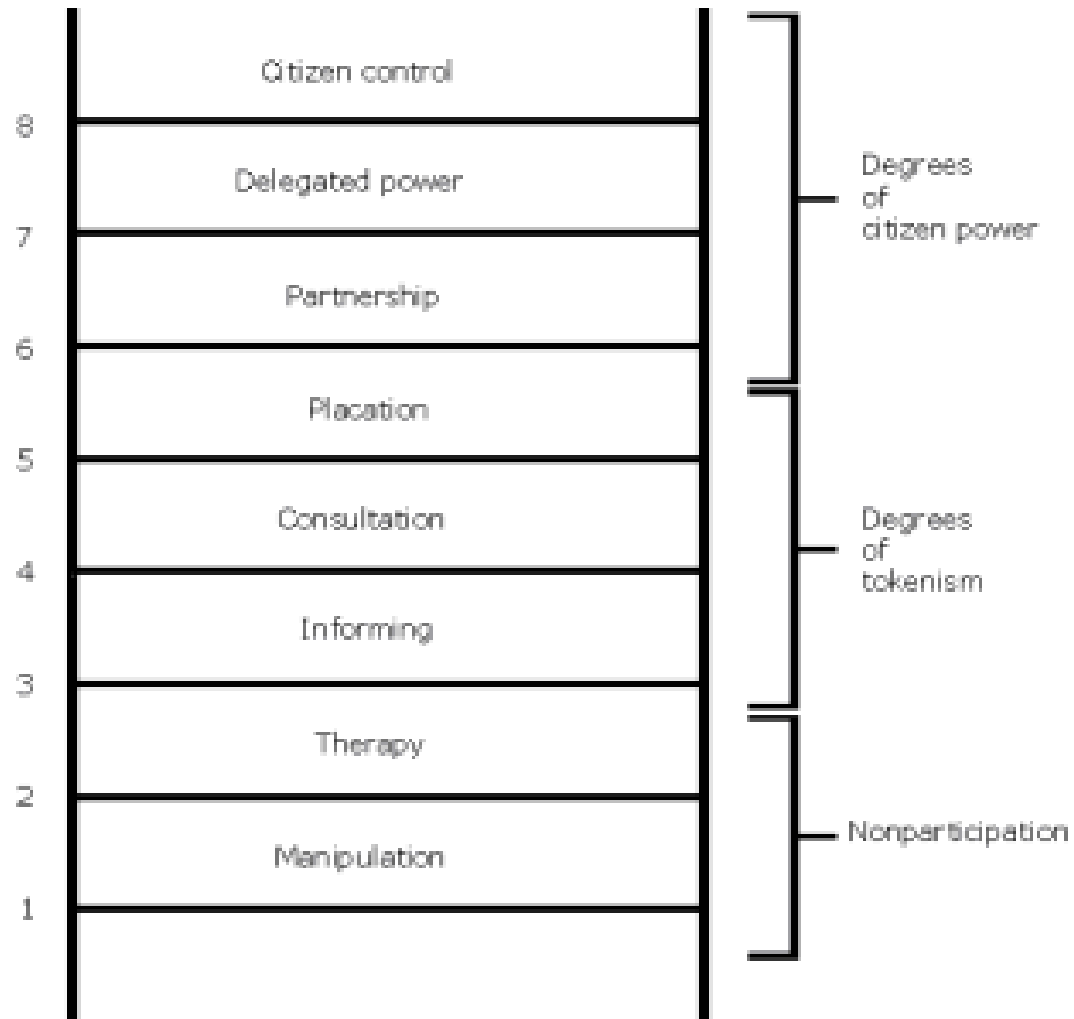 Citizen control
8
Delegated power
7
Partnership
6
Placation
5
Consultation
4
Informing
3
Therapy
2
Manipulation
1
Degrees
of
citizen power
Degrees
of
tokenism
Nonparticipation